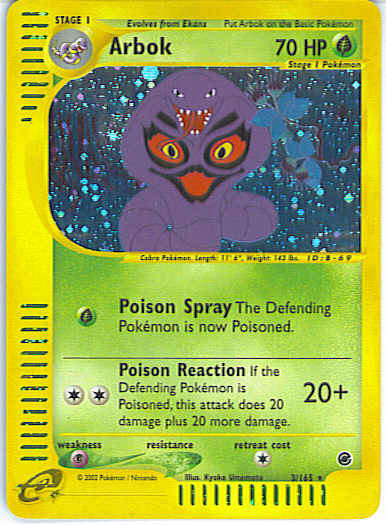 STAGE 1
Evolves from Ekans
Put Arbok on the Basic Pokémon
Arbok
70 HP
Stage 1 Pokémon
Cobra Pokémon. Length: 11' 6", Weight: 143 lbs. ID: B-69
Poison Spray The Defending
Pokémon is now Poisoned.
Poison Reaction If the
Defending Pokémon is
Poisoned, this attack does 20
damage plus 20 more damage.
20+
weakness
resistance
retreat cost
© 2002 Pokémon / Nintendo
Illus. Kyoko Umemoto
3/165
e